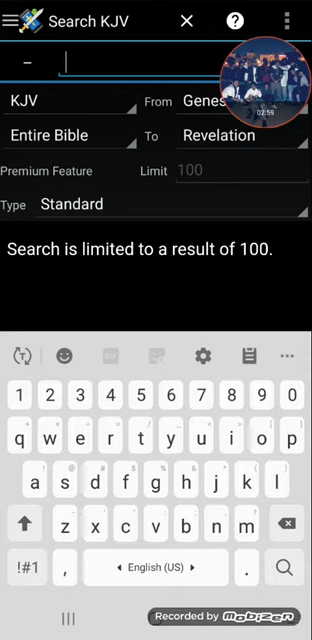 Search KJV
02:59
KJV From Genes
Entire Bible To Revelation
Premium Feature Limit 100
Type Standard
Search is limited to a result of 100.
GIF
1 2 3 4 5 6 7 8 9 0
q w e r t y u i o p
a s d f g h j k l
z x c v b n m
!#1 , English (US) .
Recorded by mobizen